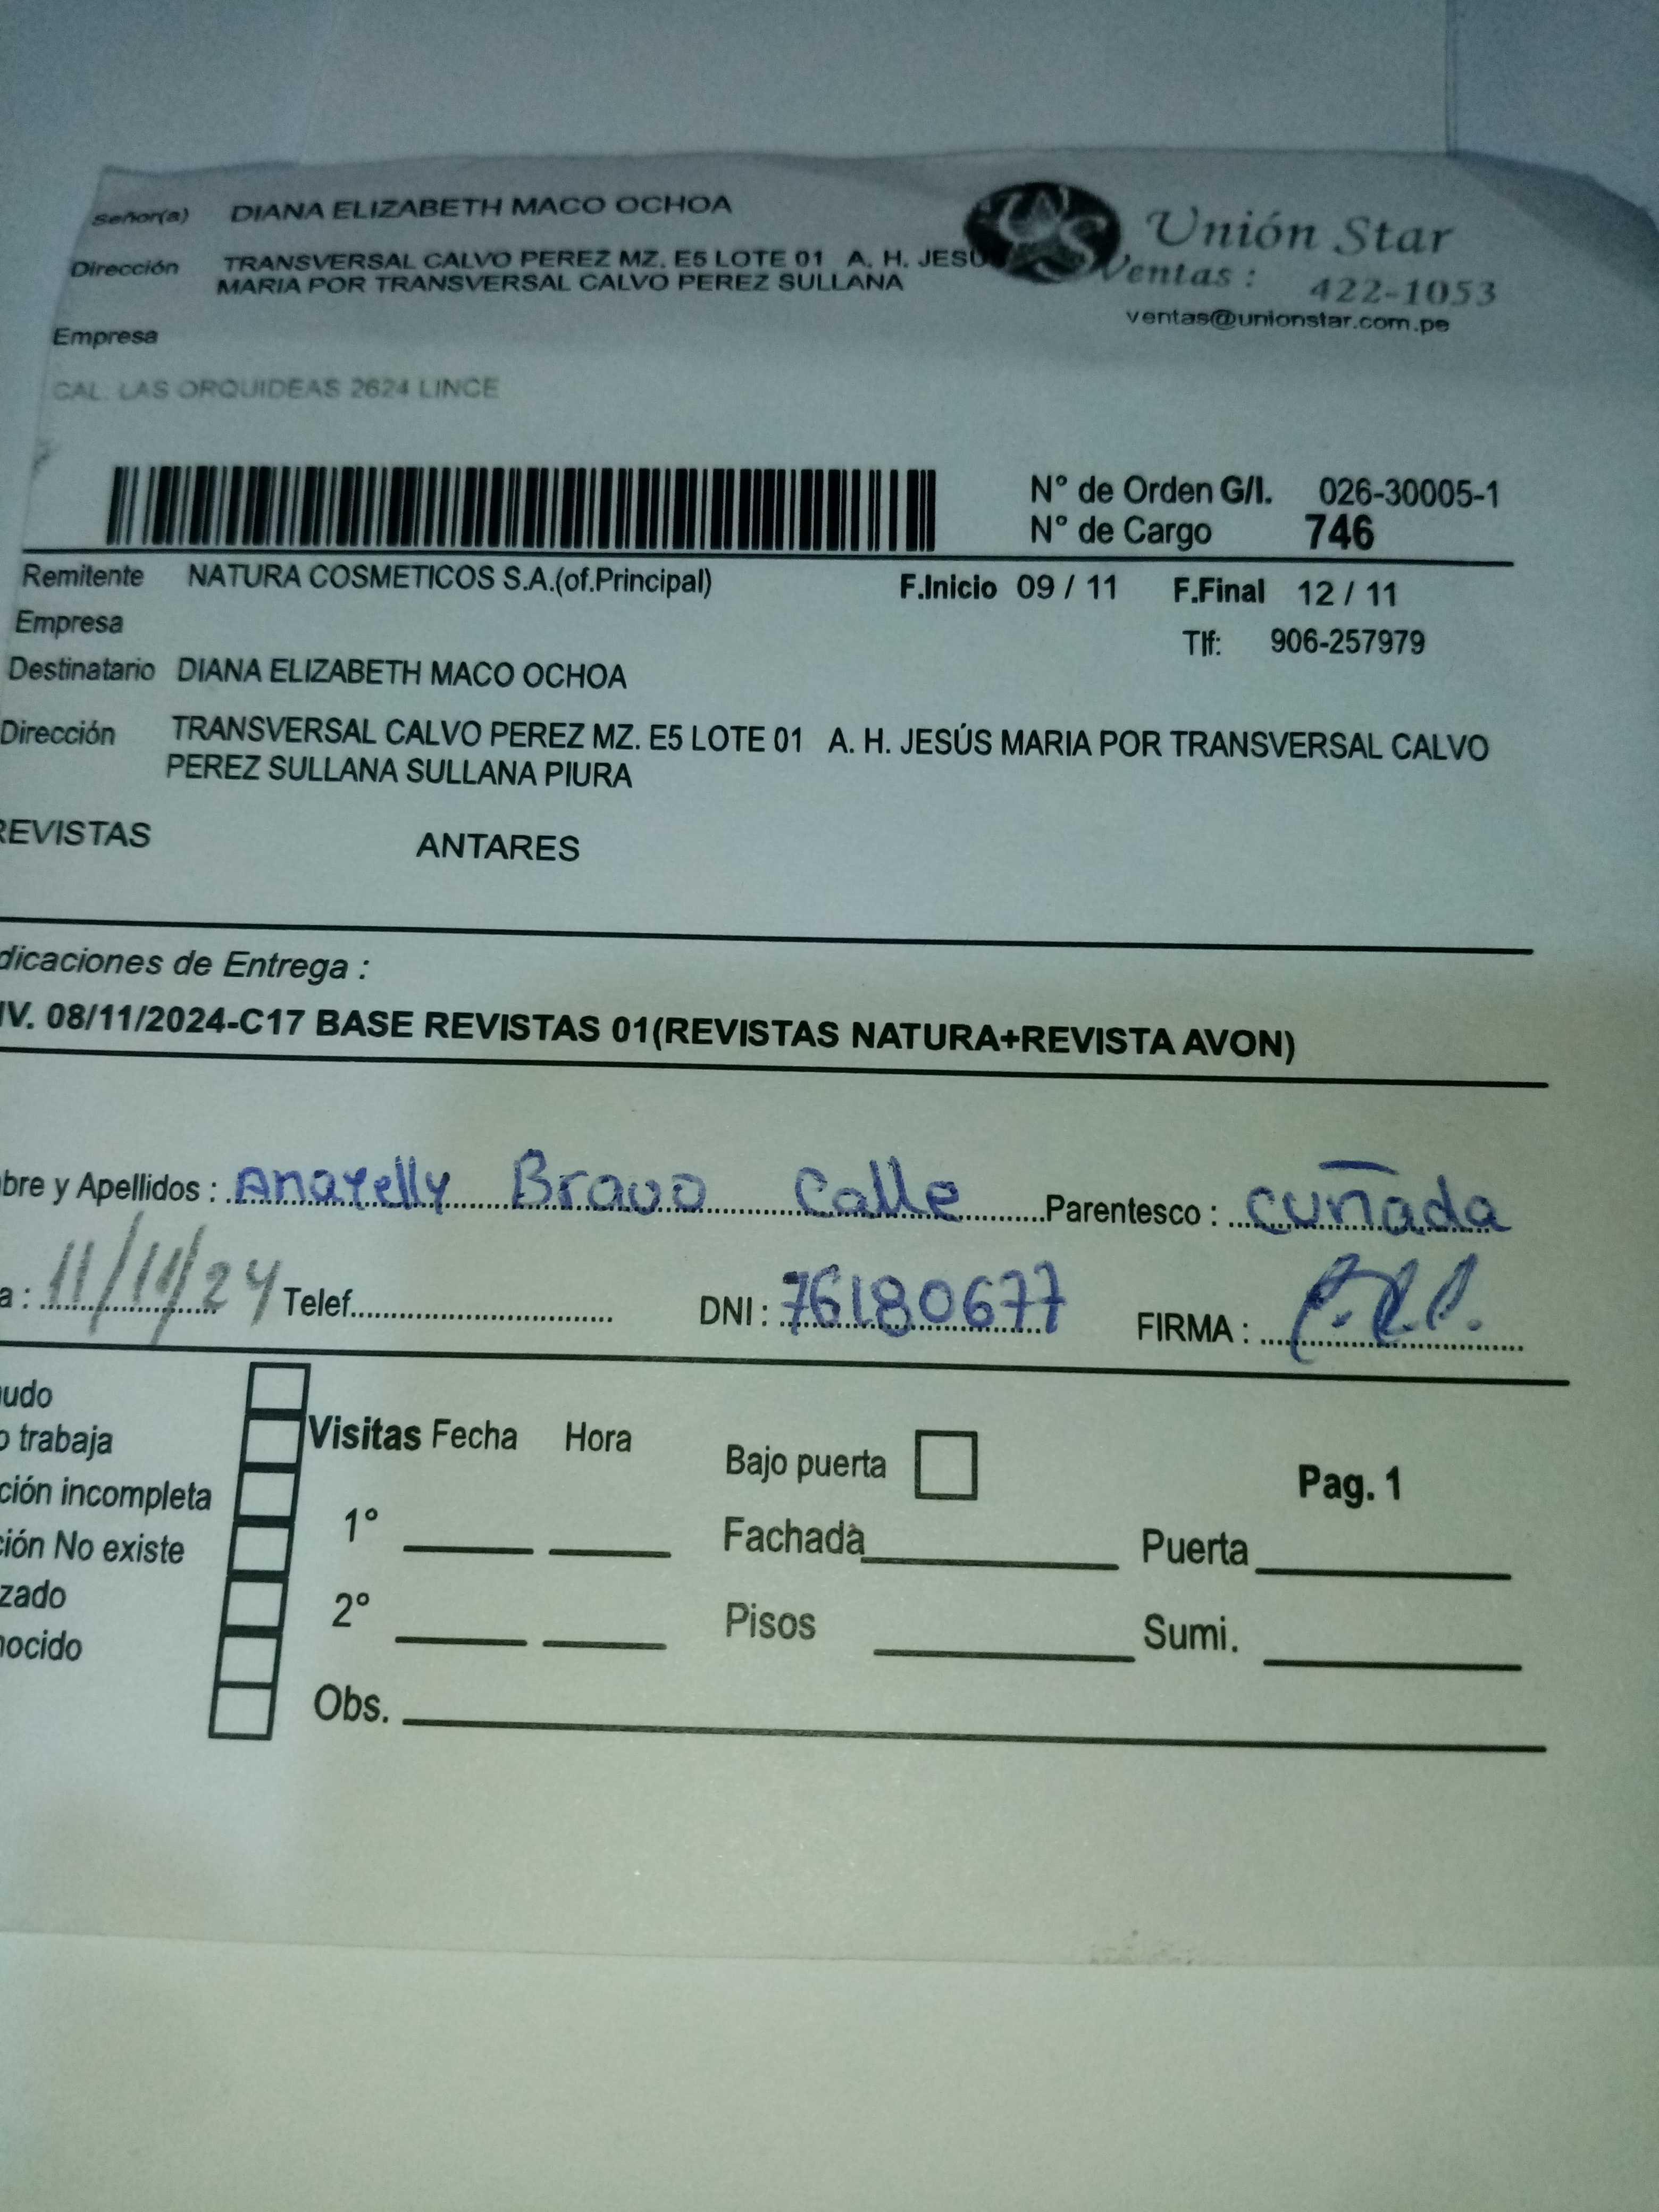 Señor(a) DIANA ELIZABETH MACO OCHOA
Unión Star
Dirección TRANSVERSAL CALVO PEREZ MZ. E5 LOTE 01 A. H. JESÚ
MARIA POR TRANSVERSAL CALVO PEREZ SULLANA
Ventas : 422-1053
ventas@unionstar.com.pe
Empresa
CAL. LAS ORQUIDEAS 2624 LINCE
N° de Orden G/I. 026-30005-1
N° de Cargo 746
Remitente NATURA COSMETICOS S.A.(of.Principal) F.Inicio 09 / 11 F.Final 12 / 11
Empresa
Tlf: 906-257979
Destinatario DIANA ELIZABETH MACO OCHOA
Dirección TRANSVERSAL CALVO PEREZ MZ. E5 LOTE 01 A. H. JESÚS MARIA POR TRANSVERSAL CALVO
PEREZ SULLANA SULLANA PIURA
REVISTAS ANTARES
dicaciones de Entrega :
IV. 08/11/2024-C17 BASE REVISTAS 01(REVISTAS NATURA+REVISTA AVON)
bre y Apellidos : Anayelly Bravo Calle Parentesco : cuñada
a : 11/11/24 Telef. DNI : 76180677 FIRMA :
udo
Visitas Fecha Hora
o trabaja
Bajo puerta
Pag. 1
ción incompleta
1°
Fachada Puerta
ción No existe
zado
2°
Pisos Sumi.
nocido
Obs.